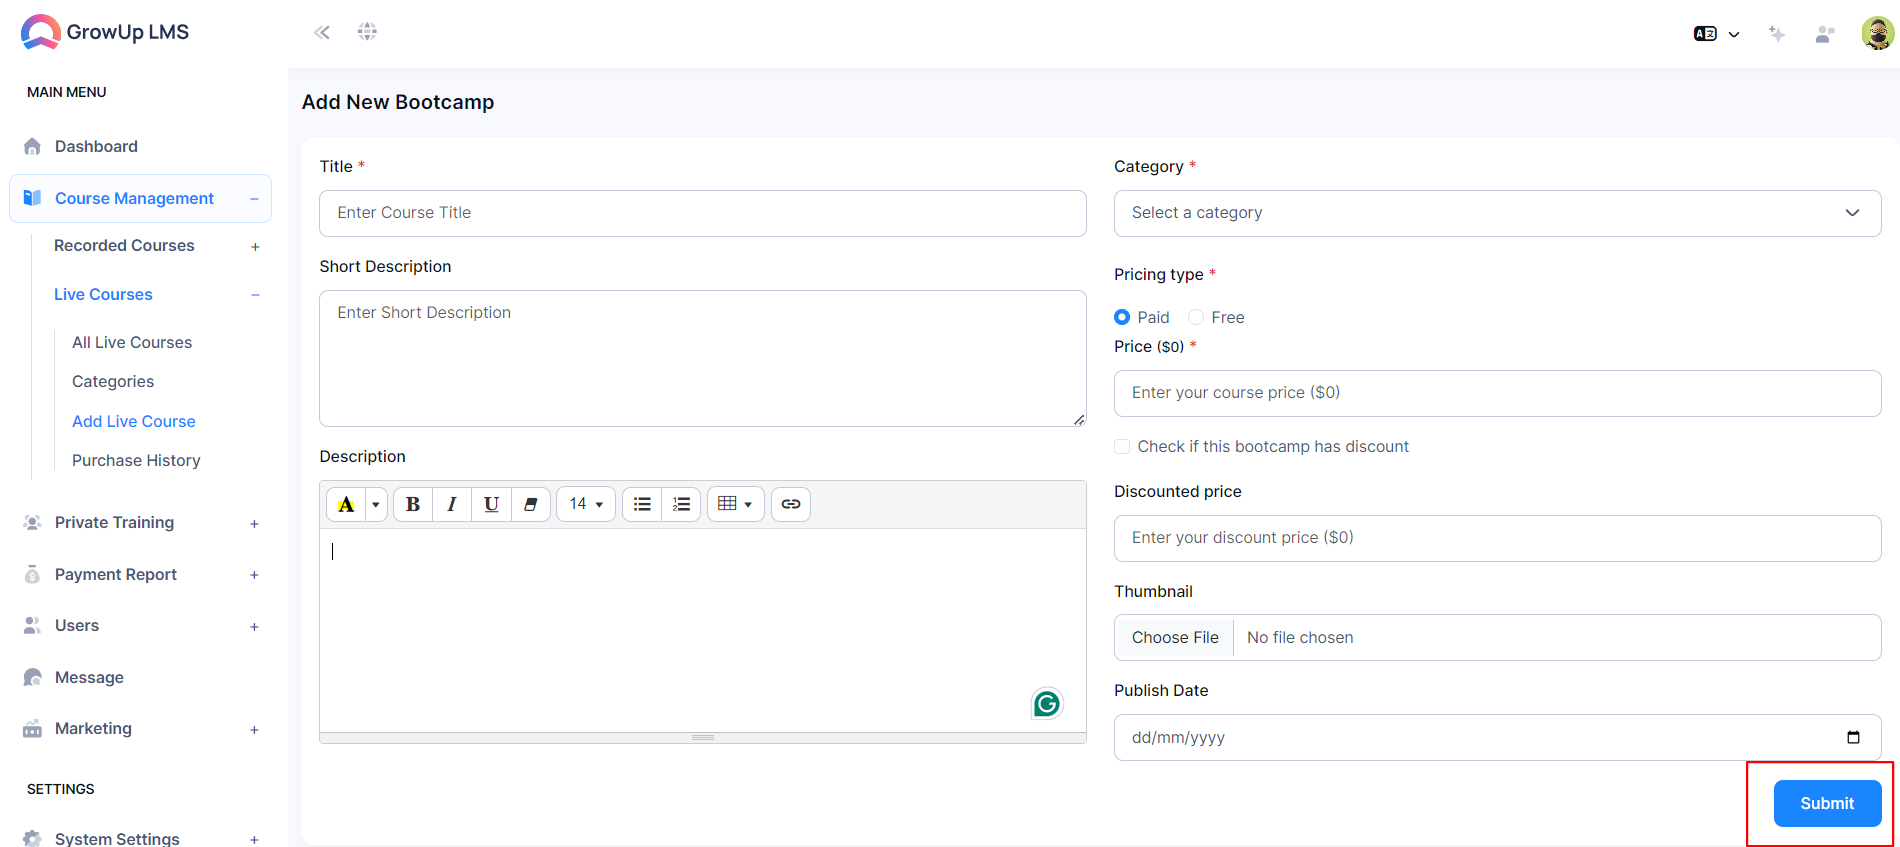 GrowUp LMS
MAIN MENU
Dashboard
Course Management
Recorded Courses
Live Courses
All Live Courses
Categories
Add Live Course
Purchase History
Private Training
Payment Report
Users
Message
Marketing
SETTINGS
System Settings
Add New Bootcamp
Title *
Enter Course Title
Short Description
Enter Short Description
Description
A B I U 14
Category *
Select a category
Pricing type *
Paid Free
Price ($0) *
Enter your course price ($0)
Check if this bootcamp has discount
Discounted price
Enter your discount price ($0)
Thumbnail
Choose File No file chosen
Publish Date
dd/mm/yyyy
Submit